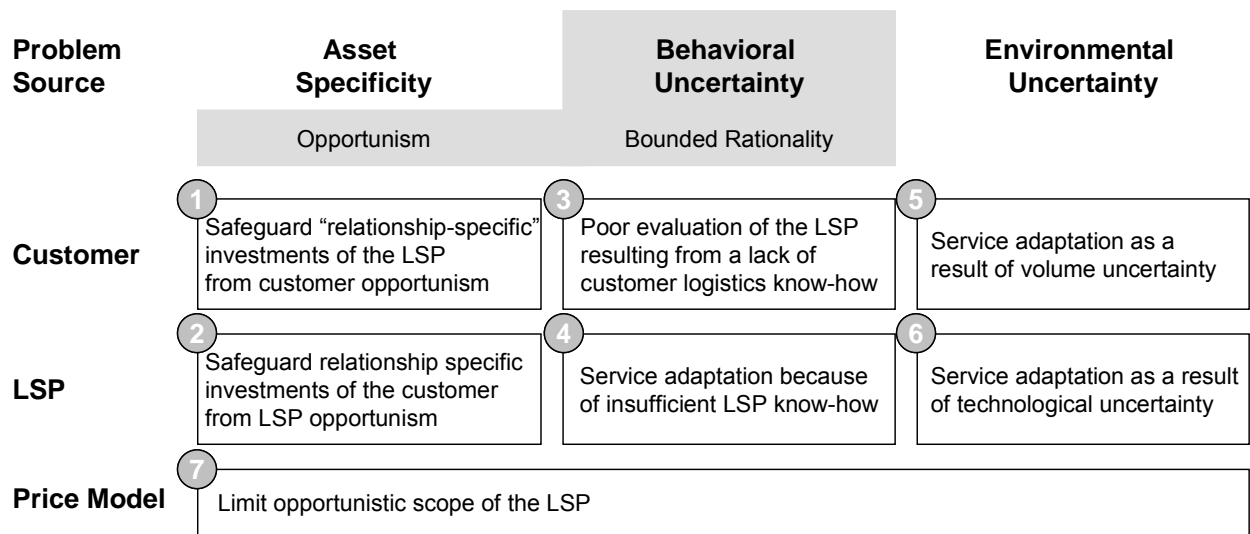 Problem
Source
Asset
Specificity
Behavioral
Uncertainty
Environmental
Uncertainty
Opportunism
Bounded Rationality
Customer
1
Safeguard “relationship-specific”
investments of the LSP
from customer opportunism
3
Poor evaluation of the LSP
resulting from a lack of
customer logistics know-how
5
Service adaptation as a
result of volume uncertainty
LSP
2
Safeguard relationship specific
investments of the customer
from LSP opportunism
4
Service adaptation because
of insufficient LSP know-how
6
Service adaptation as a result
of technological uncertainty
Price Model
7
Limit opportunistic scope of the LSP